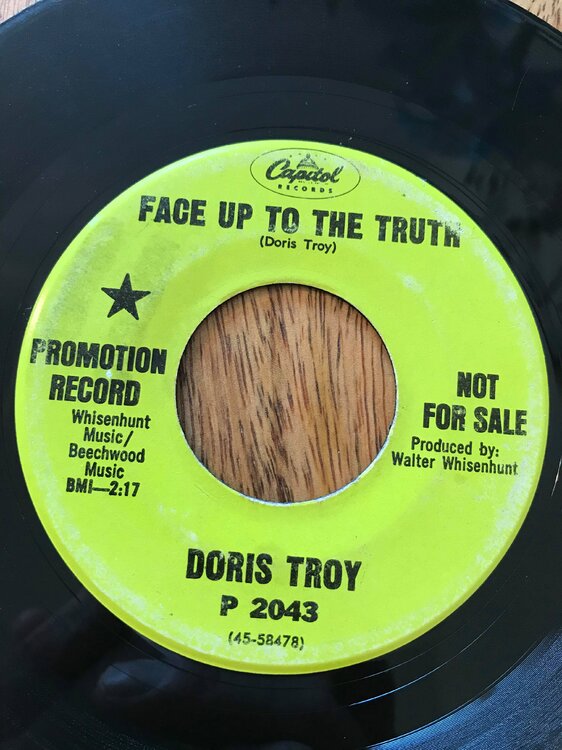 Capitol
RECORDS
FACE UP TO THE TRUTH
(Doris Troy)
PROMOTION
RECORD
Whisenhunt
Music/
Beechwood
Music
BMI—2:17
NOT
FOR SALE
Produced by:
Walter Whisenhunt
DORIS TROY
P 2043
(45-58478)